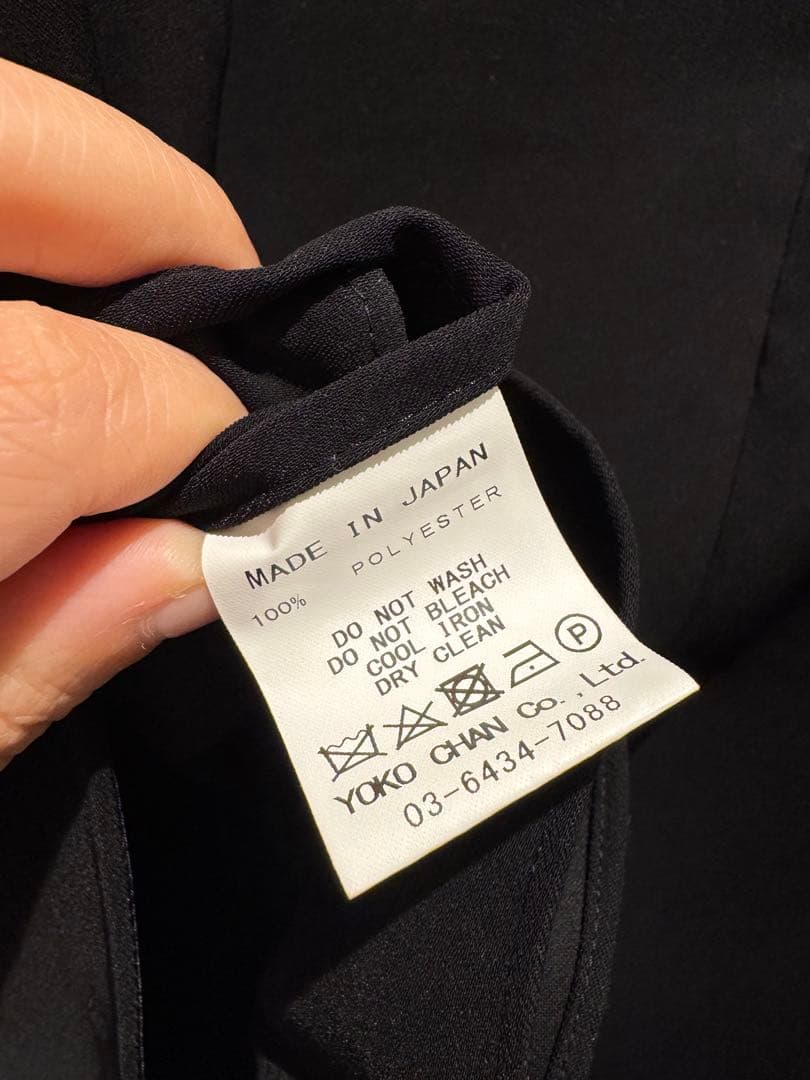 MADE IN JAPAN
100% POLYESTER
DO NOT WASH
DO NOT BLEACH
COOL IRON
DRY CLEAN
P
YOKO CHAN Co.,Ltd.
03-6434-7088